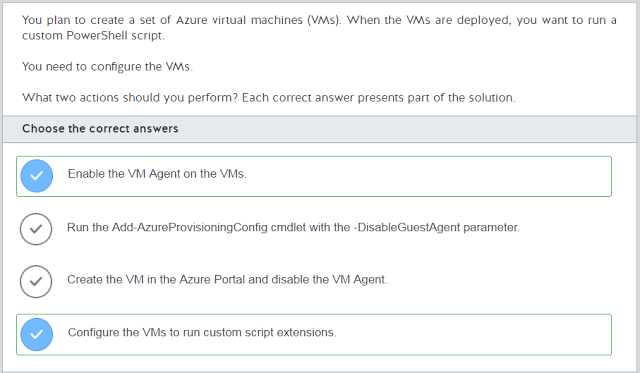 You plan to create a set of Azure virtual machines (VMs). When the VMs are deployed, you want to run a
custom PowerShell script.
You need to configure the VMs.
What two actions should you perform? Each correct answer presents part of the solution.
Choose the correct answers
Enable the VM Agent on the VMs.
Run the Add-AzureProvisioningConfig cmdlet with the -DisableGuestAgent parameter.
Create the VM in the Azure Portal and disable the VM Agent.
Configure the VMs to run custom script extensions.